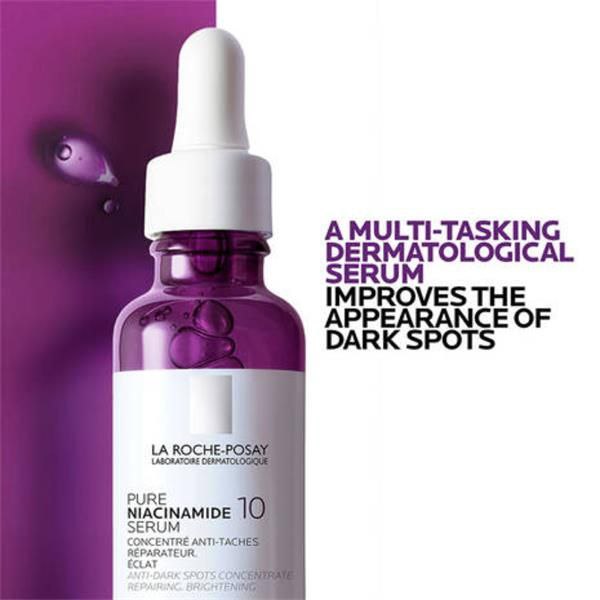 A MULTI-TASKING
DERMATOLOGICAL
SERUM
IMPROVES THE
APPEARANCE OF
DARK SPOTS
LA ROCHE-POSAY
LABORATOIRE DERMATOLOGIQUE
PURE
NIACINAMIDE 10
SERUM
CONCENTRÉ ANTI-TACHES
RÉPARATEUR.
ÉCLAT
ANTI-DARK SPOTS CONCENTRATE
REPAIRING. BRIGHTENING